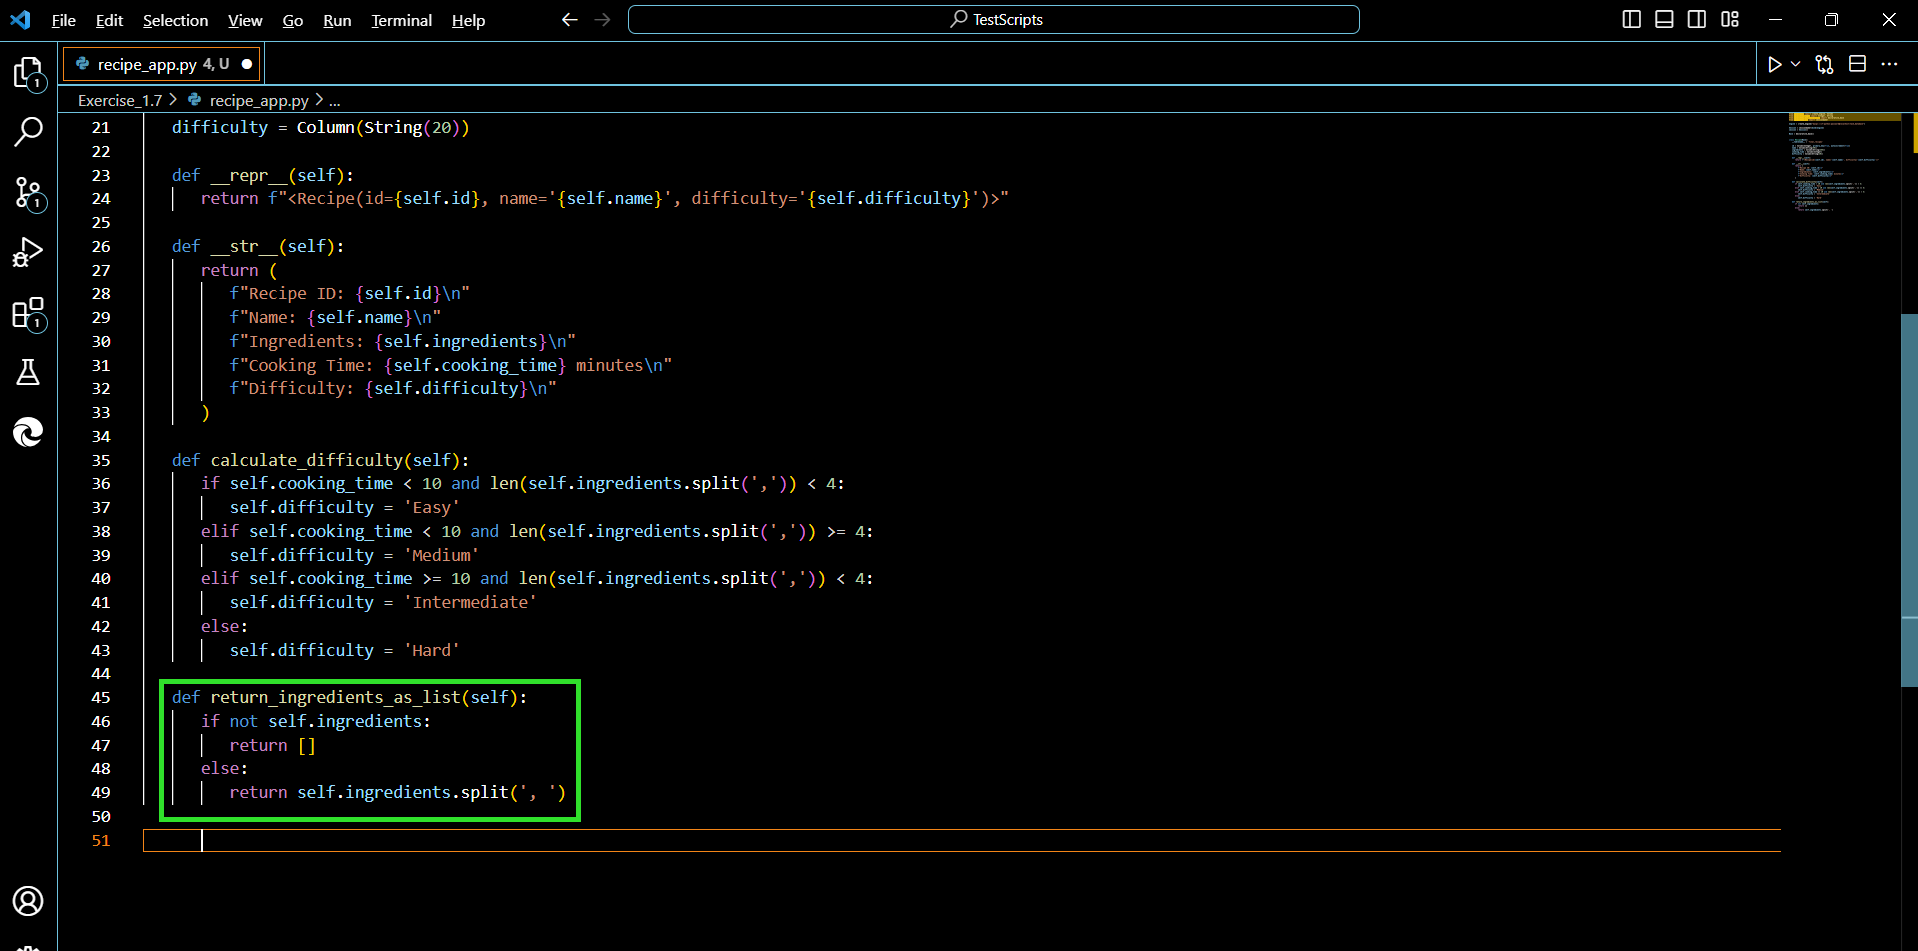 File Edit Selection View Go Run Terminal Help TestScripts
recipe_app.py 4, U
Exercise_1.7 > recipe_app.py > ...
21 difficulty = Column(String(20))
22
23 def __repr__(self):
24 return f"<Recipe(id={self.id}, name='{self.name}', difficulty='{self.difficulty}')>"
25
26 def __str__(self):
27 return (
28 f"Recipe ID: {self.id}\n"
29 f"Name: {self.name}\n"
30 f"Ingredients: {self.ingredients}\n"
31 f"Cooking Time: {self.cooking_time} minutes\n"
32 f"Difficulty: {self.difficulty}\n"
33 )
34
35 def calculate_difficulty(self):
36 if self.cooking_time < 10 and len(self.ingredients.split(',')) < 4:
37 self.difficulty = 'Easy'
38 elif self.cooking_time < 10 and len(self.ingredients.split(',')) >= 4:
39 self.difficulty = 'Medium'
40 elif self.cooking_time >= 10 and len(self.ingredients.split(',')) < 4:
41 self.difficulty = 'Intermediate'
42 else:
43 self.difficulty = 'Hard'
44
45 def return_ingredients_as_list(self):
46 if not self.ingredients:
47 return []
48 else:
49 return self.ingredients.split(', ')
50
51
1
1
1